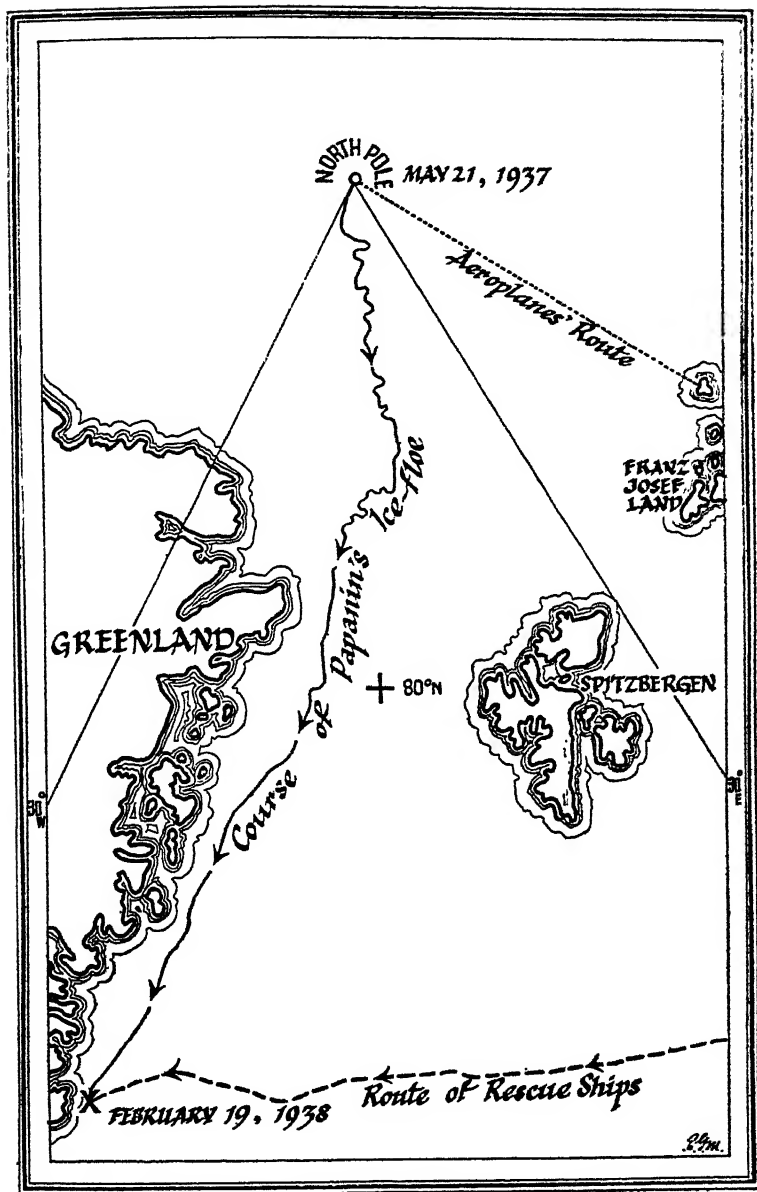 NORTH POLE
MAY 21, 1937
Aeroplanes' Route
FRANZ
JOSEF
LAND
Course of Papanin's Ice-floe
GREENLAND
80°N
SPITZBERGEN
30°
W
30°
E
Route of Rescue Ships
X FEBRUARY 19, 1938